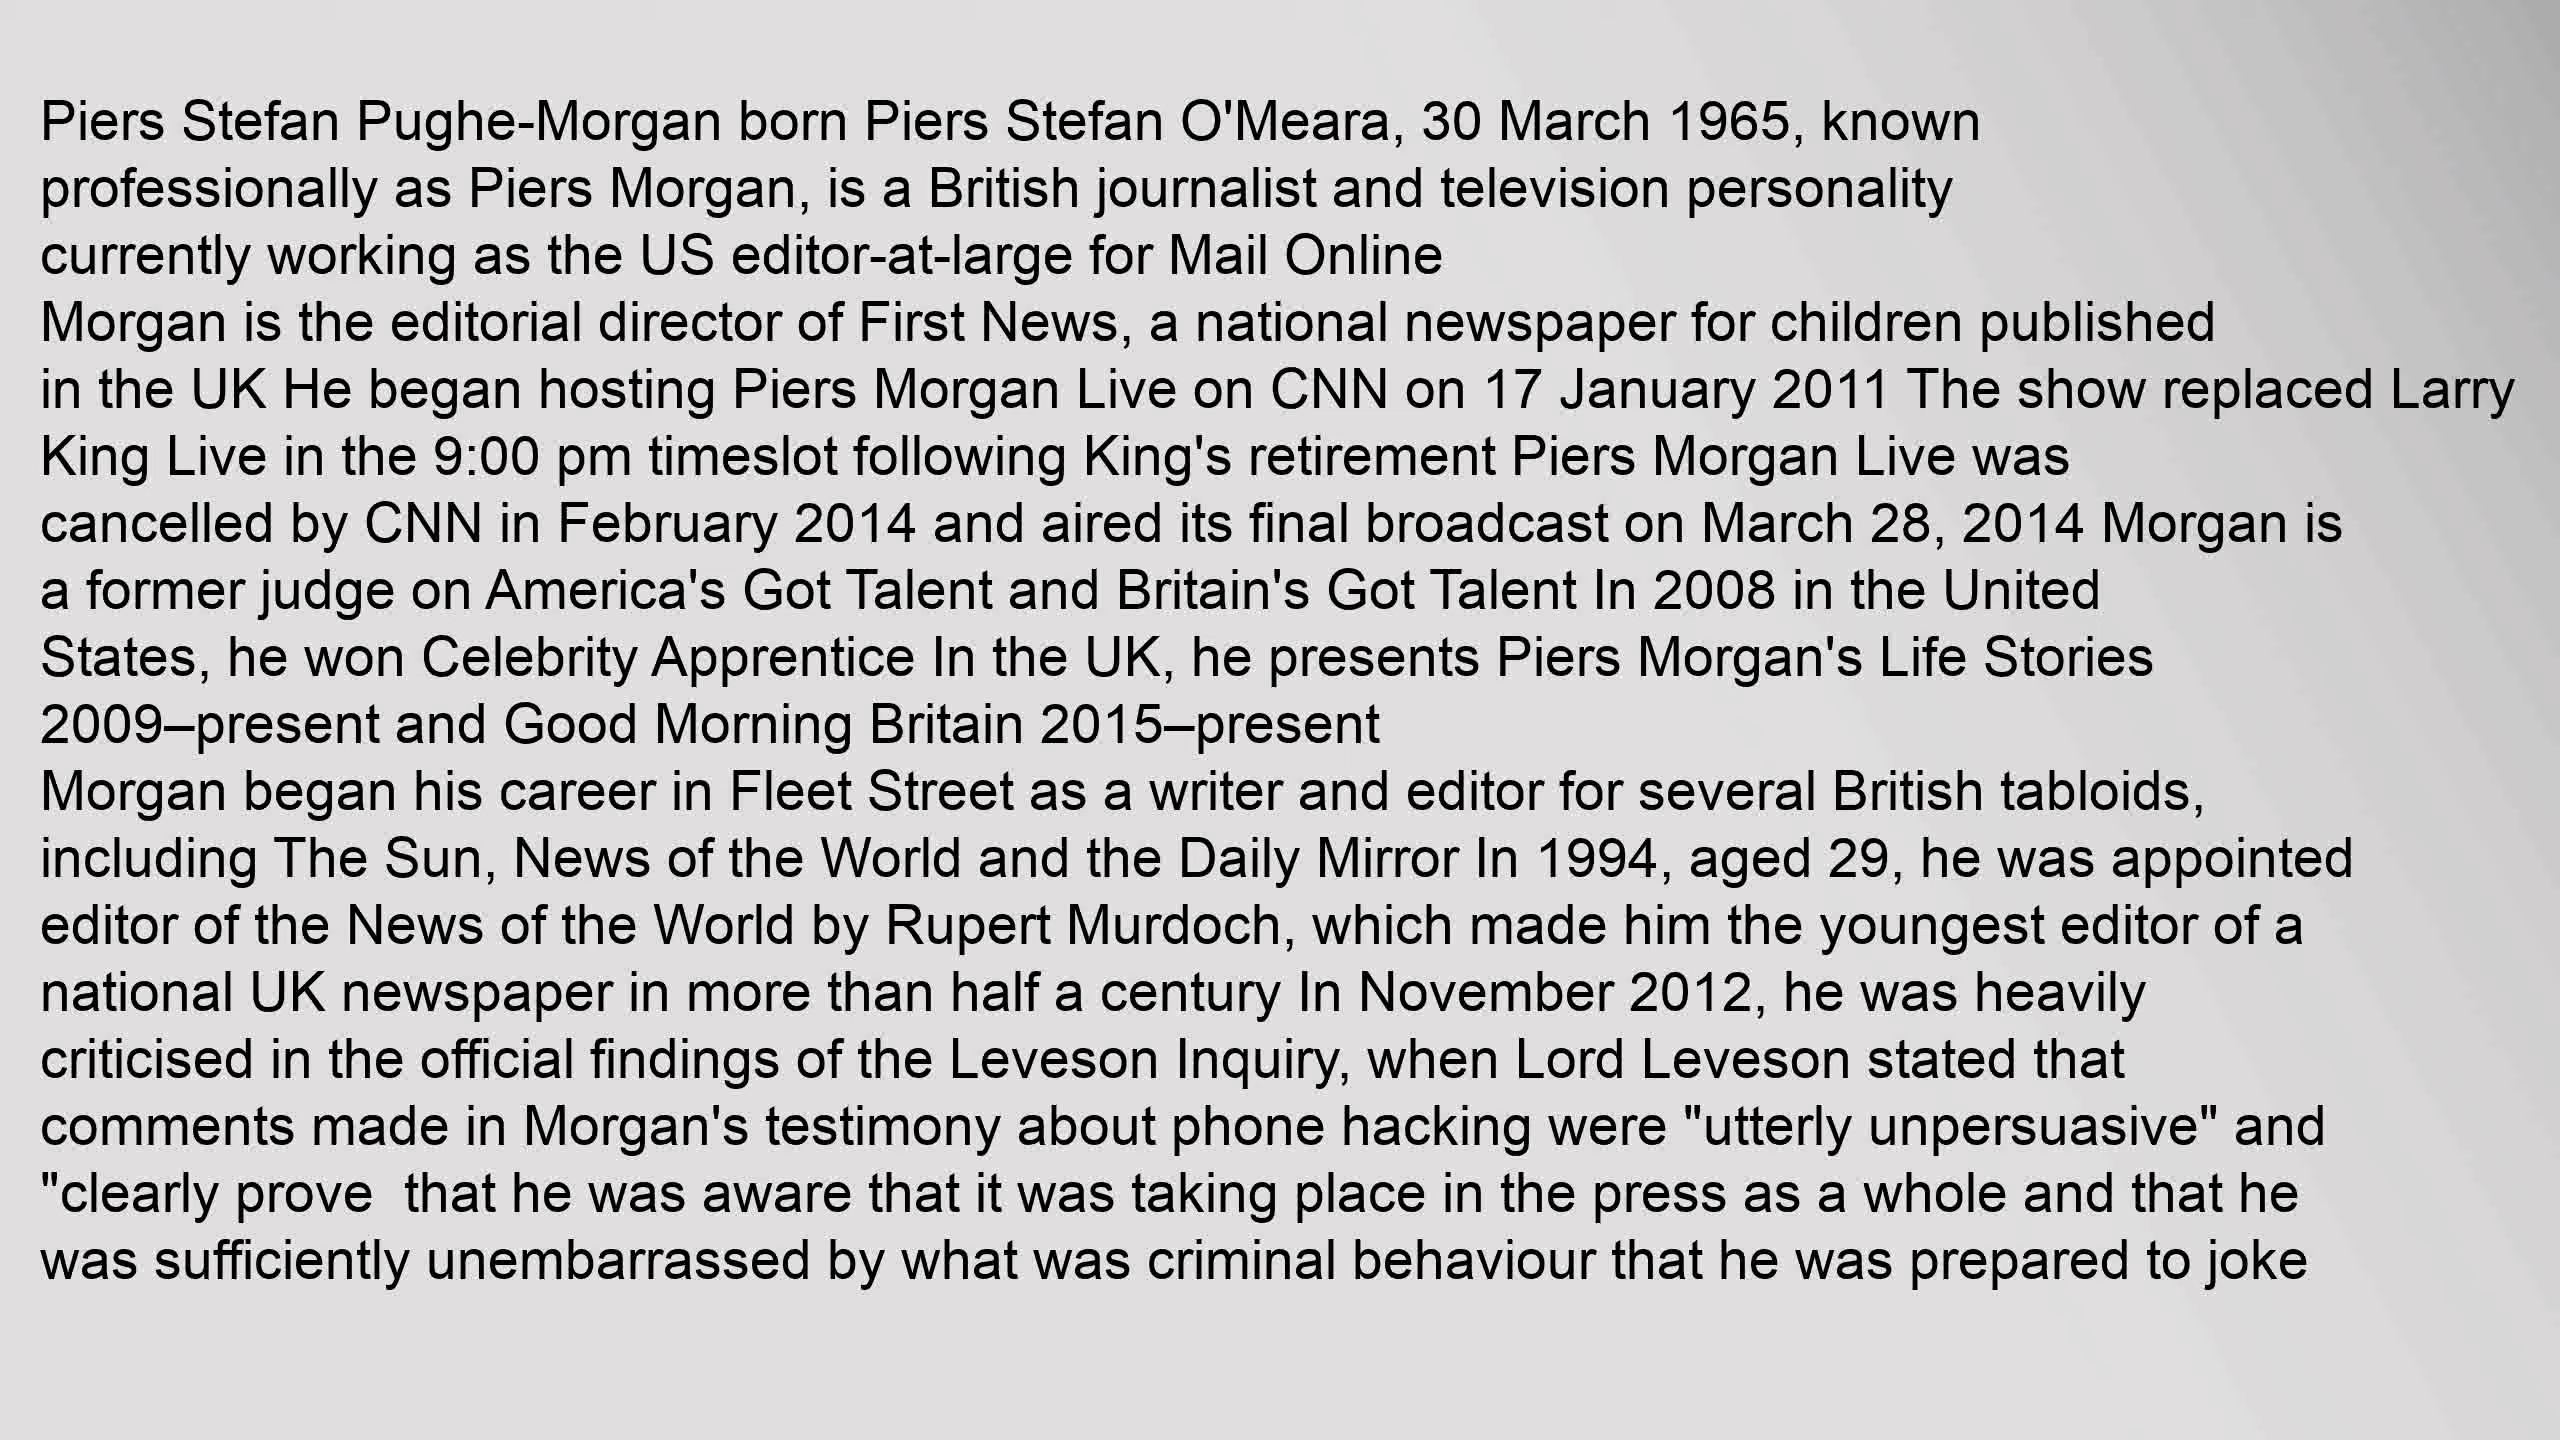 Piers Stefan Pughe-Morgan born Piers Stefan O'Meara, 30 March 1965, known
professionally as Piers Morgan, is a British journalist and television personality
currently working as the US editor-at-large for Mail Online
Morgan is the editorial director of First News, a national newspaper for children published
in the UK He began hosting Piers Morgan Live on CNN on 17 January 2011 The show replaced Larry
King Live in the 9:00 pm timeslot following King's retirement Piers Morgan Live was
cancelled by CNN in February 2014 and aired its final broadcast on March 28, 2014 Morgan is
a former judge on America's Got Talent and Britain's Got Talent In 2008 in the United
States, he won Celebrity Apprentice In the UK, he presents Piers Morgan's Life Stories
2009–present and Good Morning Britain 2015–present
Morgan began his career in Fleet Street as a writer and editor for several British tabloids,
including The Sun, News of the World and the Daily Mirror In 1994, aged 29, he was appointed
editor of the News of the World by Rupert Murdoch, which made him the youngest editor of a
national UK newspaper in more than half a century In November 2012, he was heavily
criticised in the official findings of the Leveson Inquiry, when Lord Leveson stated that
comments made in Morgan's testimony about phone hacking were "utterly unpersuasive" and
"clearly prove  that he was aware that it was taking place in the press as a whole and that he
was sufficiently unembarrassed by what was criminal behaviour that he was prepared to joke